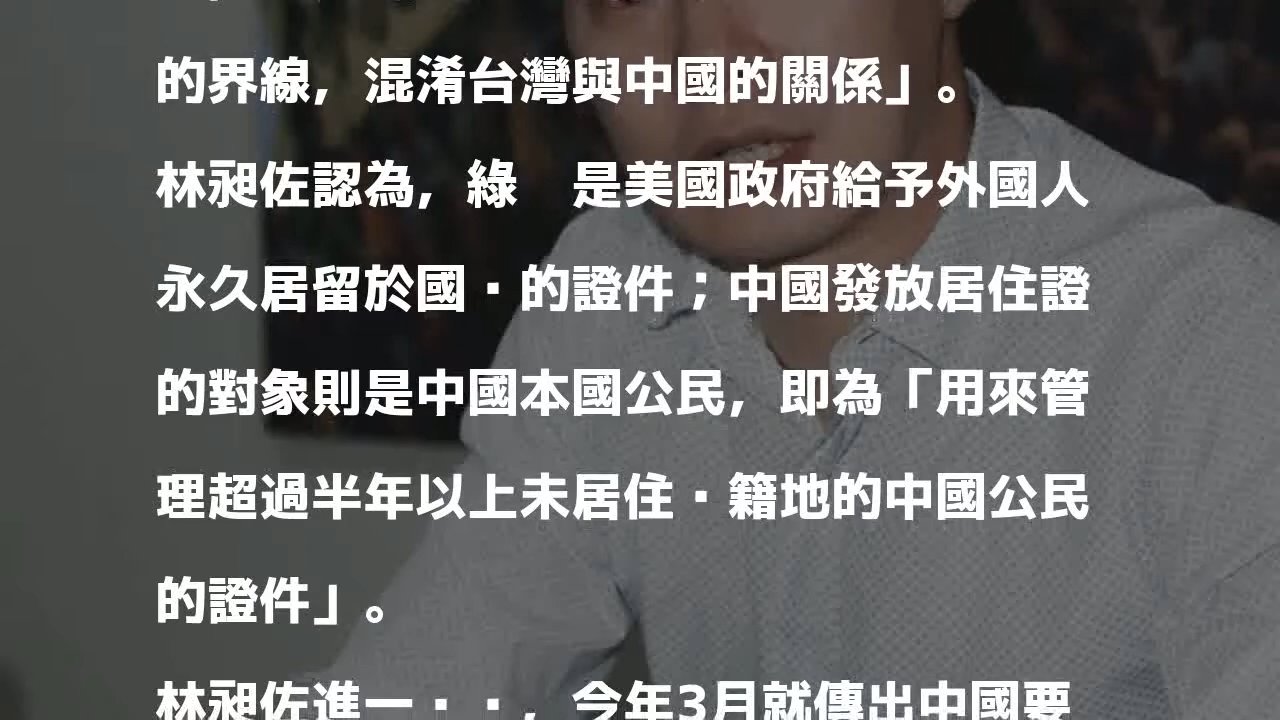 的界線，混淆台灣與中國的關係」。
林昶佐認為，綠　是美國政府給予外國人
永久居留於國·的證件；中國發放居住證
的對象則是中國本國公民，即為「用來管
理超過半年以上未居住·籍地的中國公民
的證件」。
林昶佐進一··，今年3月就傳出中國要